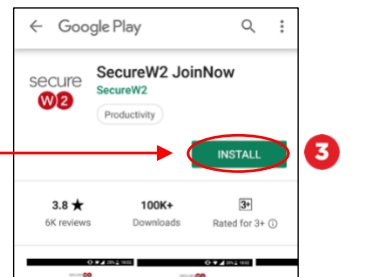 ← Google Play
SecureW2 JoinNow
secure
W2
SecureW2
Productivity
INSTALL
3
3.8 ★
100K+
3+
6K reviews
Downloads
Rated for 3+ ⓘ